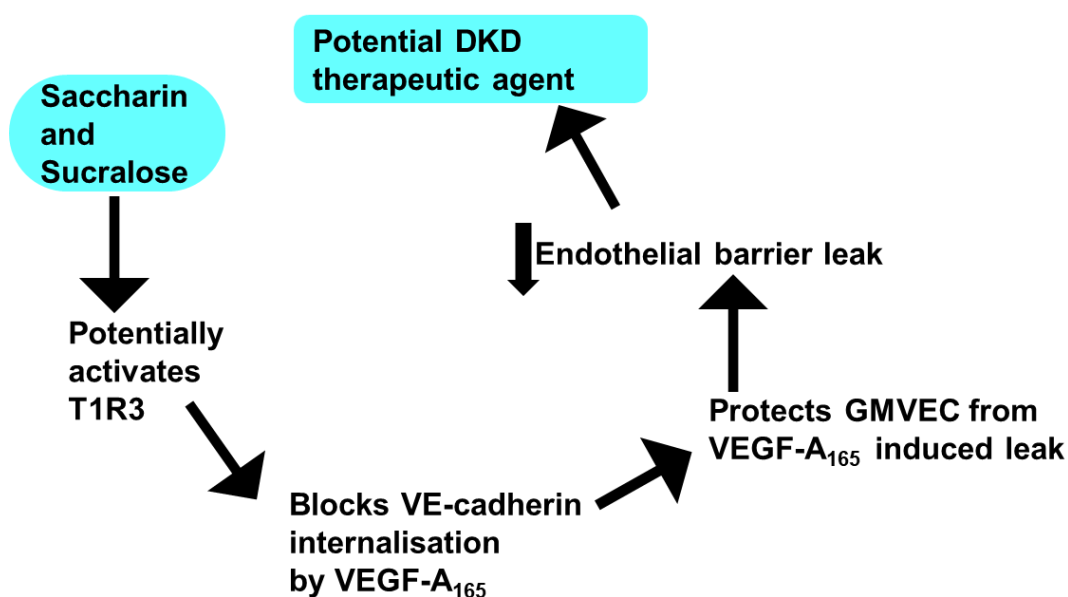 Potential DKD
therapeutic agent
Saccharin
and
Sucralose
Endothelial barrier leak
Potentially
activates
T1R3
Protects GMVEC from
VEGF-A₁₆₅ induced leak
Blocks VE-cadherin
internalisation
by VEGF-A₁₆₅